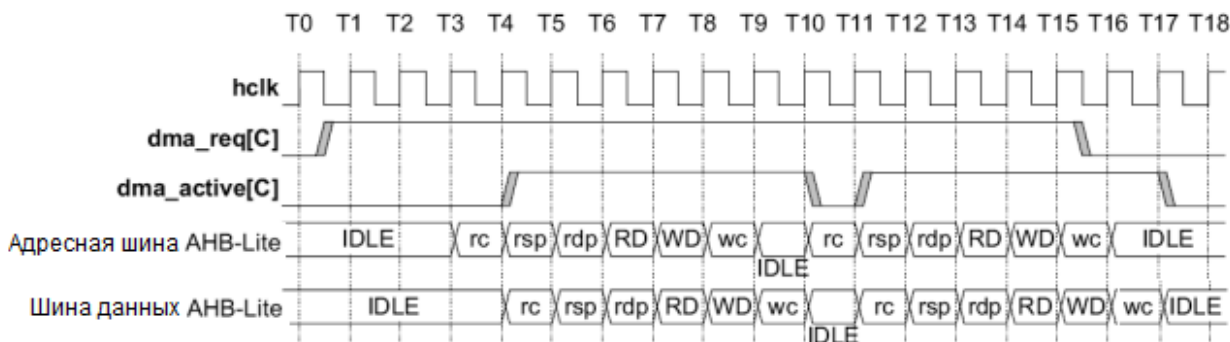 T0 T1 T2 T3 T4 T5 T6 T7 T8 T9 T10 T11 T12 T13 T14 T15 T16 T17 T18
hclk
dma_req[C]
dma_active[C]
Адресная шина AHB-Lite IDLE rc rsp rdp RD WD wc IDLE rc rsp rdp RD WD wc IDLE
Шина данных AHB-Lite IDLE rc rsp rdp RD WD wc IDLE rc rsp rdp RD WD wc IDLE